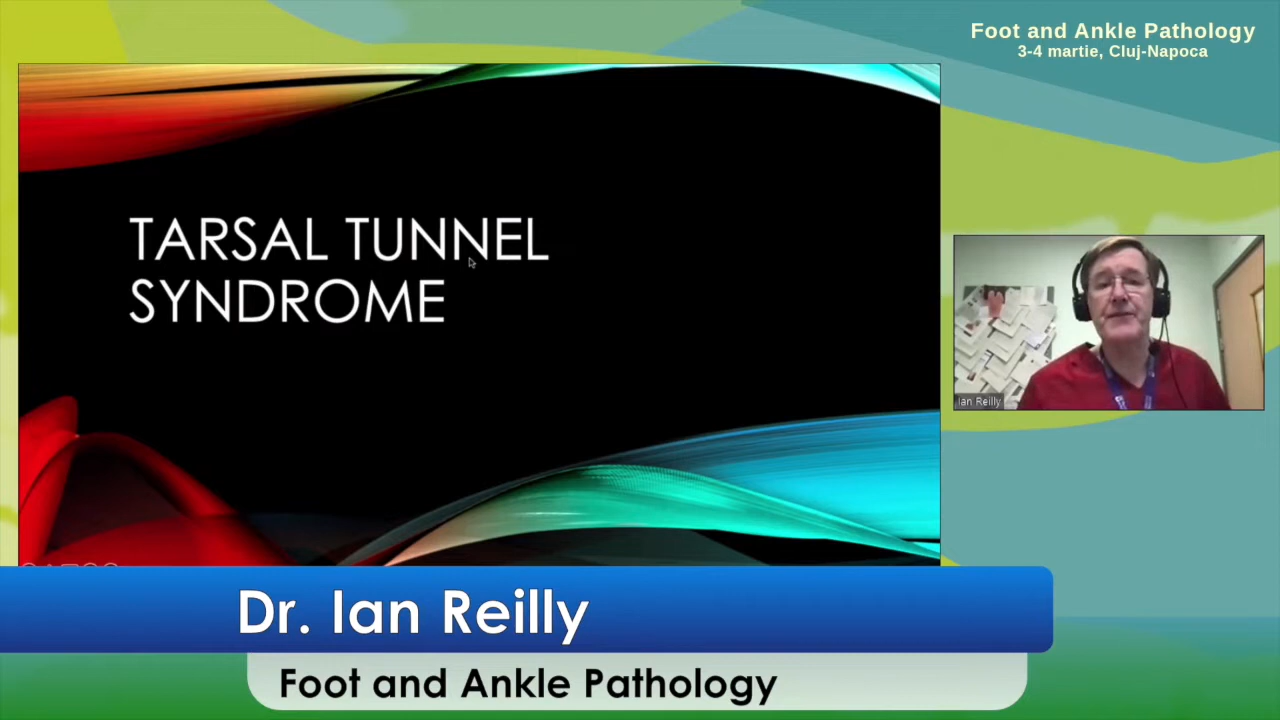 Foot and Ankle Pathology
3-4 martie, Cluj-Napoca
TARSAL TUNNEL
SYNDROME
Ian Reilly
Dr. Ian Reilly
Foot and Ankle Pathology